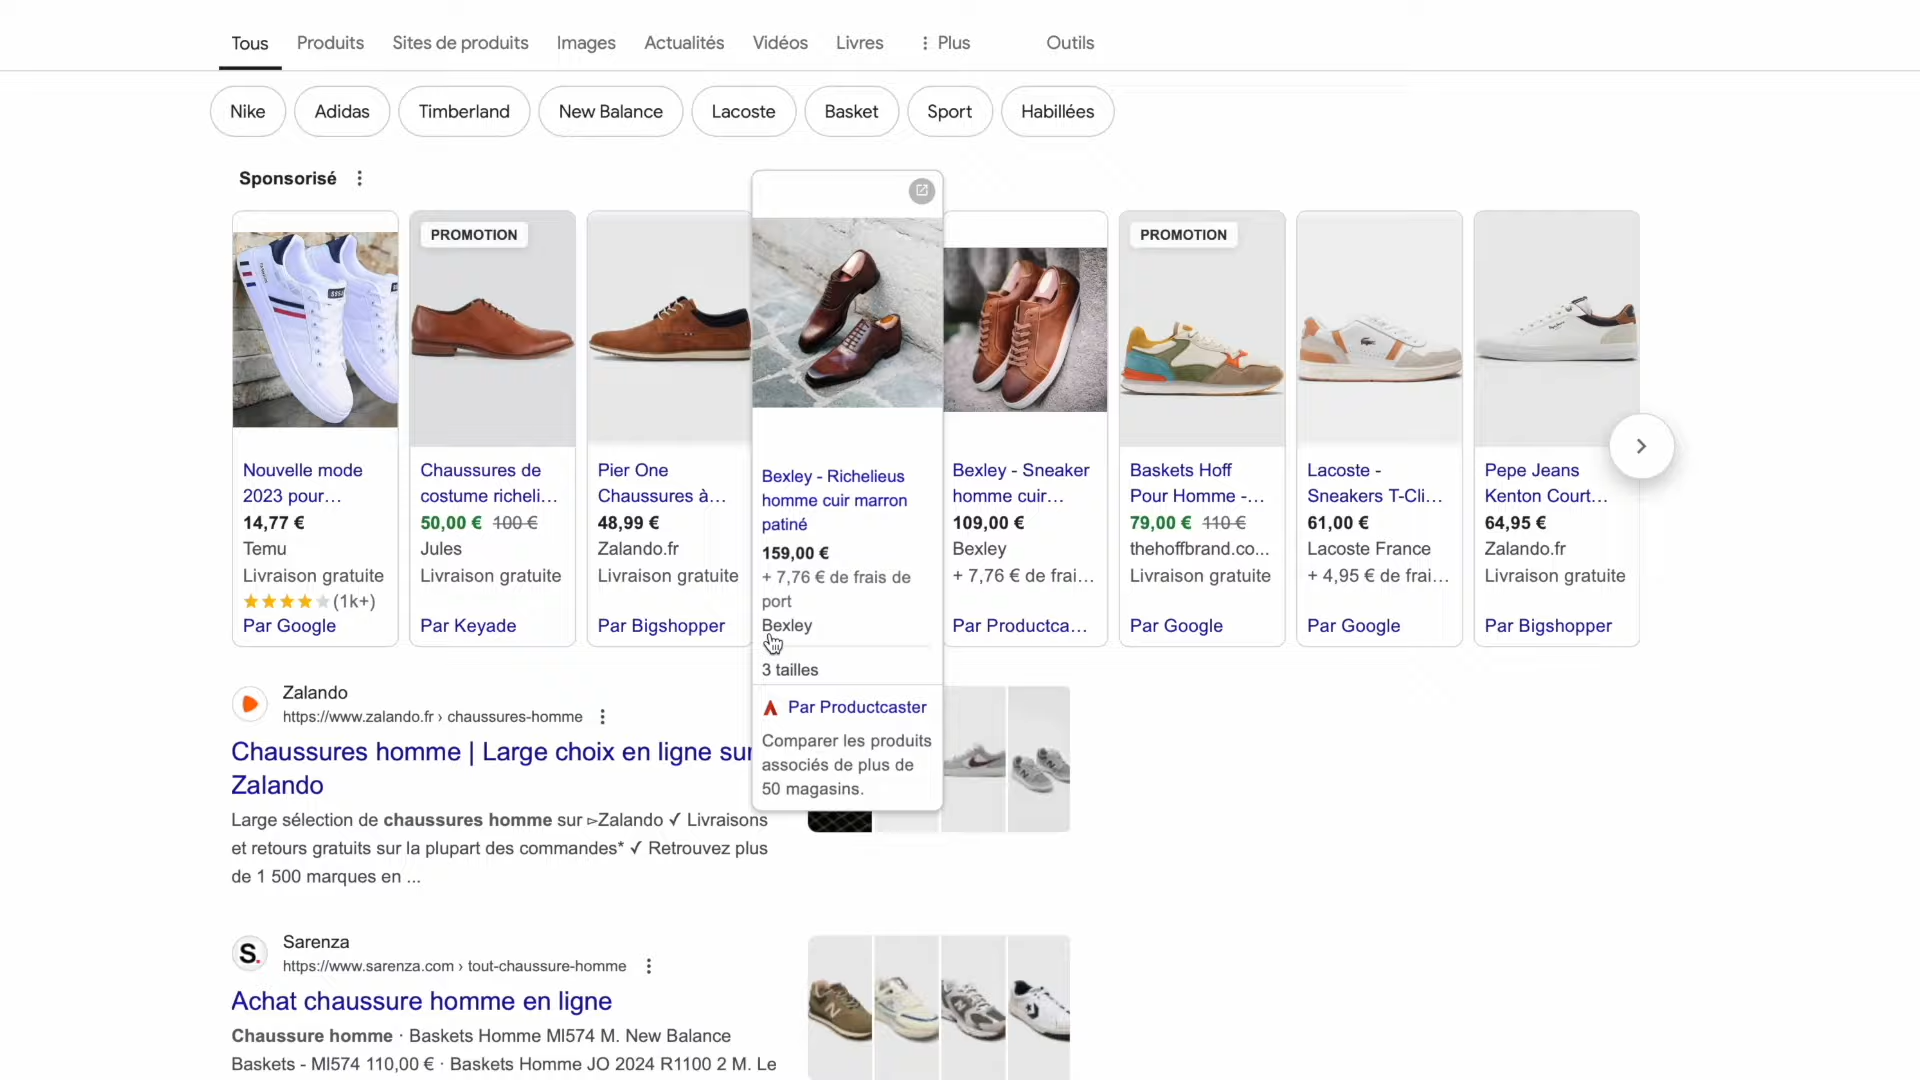 Tous Produits Sites de produits Images Actualités Vidéos Livres Plus Outils
Nike Adidas Timberland New Balance Lacoste Basket Sport Habillées
Sponsorisé
Nouvelle mode
2023 pour...
14,77 €
Temu
Livraison gratuite
(1k+)
Par Google
PROMOTION
Chaussures de
costume richeli...
50,00 € 100 €
Jules
Livraison gratuite
Par Keyade
Pier One
Chaussures à...
48,99 €
Zalando.fr
Livraison gratuite
Par Bigshopper
Bexley - Richelieus
homme cuir marron
patiné
159,00 €
+ 7,76 € de frais de
port
Bexley
3 tailles
Par Productcaster
Comparer les produits
associés de plus de
50 magasins.
Bexley - Sneaker
homme cuir...
109,00 €
Bexley
+ 7,76 € de frai...
Par Productca...
PROMOTION
Baskets Hoff
Pour Homme -...
79,00 € 110 €
thehoffbrand.co...
Livraison gratuite
Par Google
Lacoste -
Sneakers T-Cli...
61,00 €
Lacoste France
+ 4,95 € de frai...
Par Google
Pepe Jeans
Kenton Court...
64,95 €
Zalando.fr
Livraison gratuite
Par Bigshopper
Zalando
https://www.zalando.fr › chaussures-homme
Chaussures homme | Large choix en ligne sur
Zalando
Large sélection de chaussures homme sur ▻Zalando ✓ Livraisons
et retours gratuits sur la plupart des commandes* ✓ Retrouvez plus
de 1 500 marques en ...
S.
Sarenza
https://www.sarenza.com › tout-chaussure-homme
Achat chaussure homme en ligne
Chaussure homme · Baskets Homme Ml574 M. New Balance
Baskets - Ml574 110,00 € · Baskets Homme JO 2024 R1100 2 M. Le